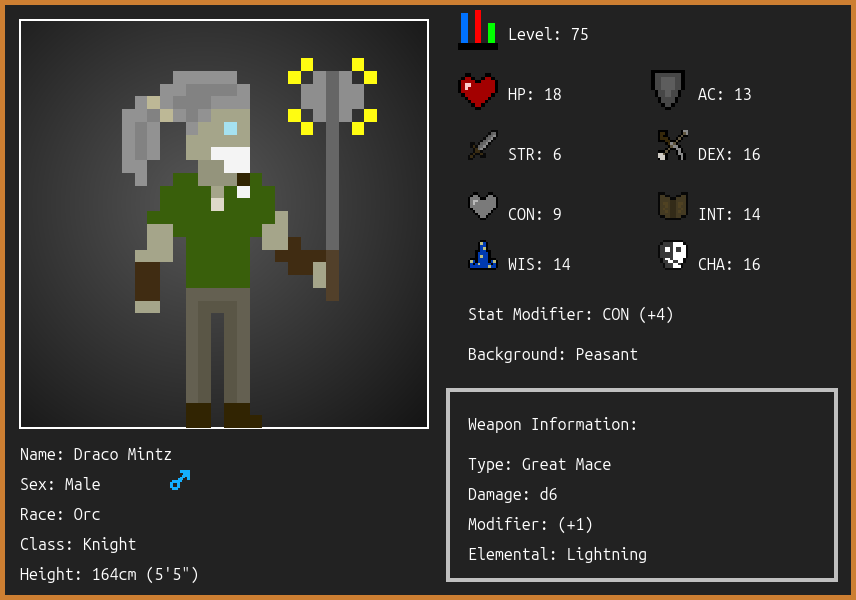 Level: 75
HP: 18
AC: 13
STR: 6
DEX: 16
CON: 9
INT: 14
WIS: 14
CHA: 16
Stat Modifier: CON (+4)
Background: Peasant
Weapon Information:
Type: Great Mace
Damage: d6
Modifier: (+1)
Elemental: Lightning
Name: Draco Mintz
Sex: Male
Race: Orc
Class: Knight
Height: 164cm (5'5")